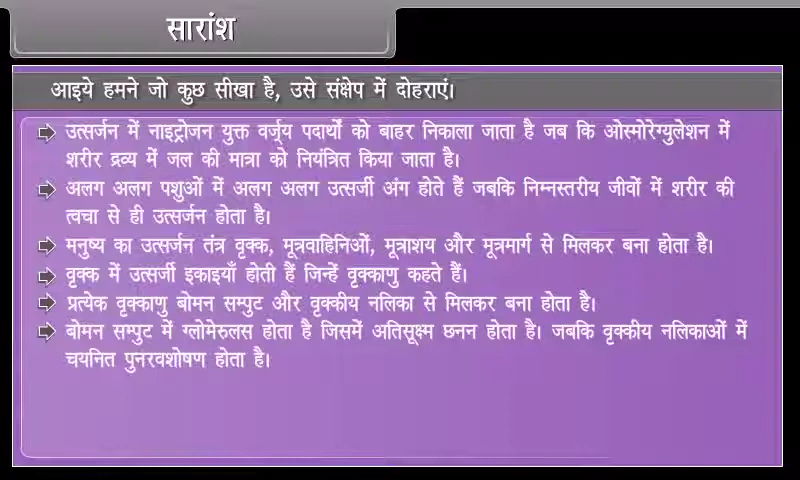 सारांश
आइये हमने जो कुछ सीखा है, उसे संक्षेप में दोहराएं।
उत्सर्जन में नाइट्रोजन युक्त वर्ज्य पदार्थों को बाहर निकाला जाता है जब कि ओस्मोरेग्युलेशन में
शरीर द्रव्य में जल की मात्रा को नियंत्रित किया जाता है।
अलग अलग पशुओं में अलग अलग उत्सर्जी अंग होते हैं जबकि निम्नस्तरीय जीवों में शरीर की
त्वचा से ही उत्सर्जन होता है।
मनुष्य का उत्सर्जन तंत्र वृक्क, मूत्रवाहिनिओं, मूत्राशय और मूत्रमार्ग से मिलकर बना होता है।
वृक्क में उत्सर्जी इकाइयाँ होती हैं जिन्हें वृक्काणु कहते हैं।
प्रत्येक वृक्काणु बोमन सम्पुट और वृक्कीय नलिका से मिलकर बना होता है।
बोमन सम्पुट में ग्लोमेरुलस होता है जिसमें अतिसूक्ष्म छनन होता है। जबकि वृक्कीय नलिकाओं में
चयनित पुनरवशोषण होता है।